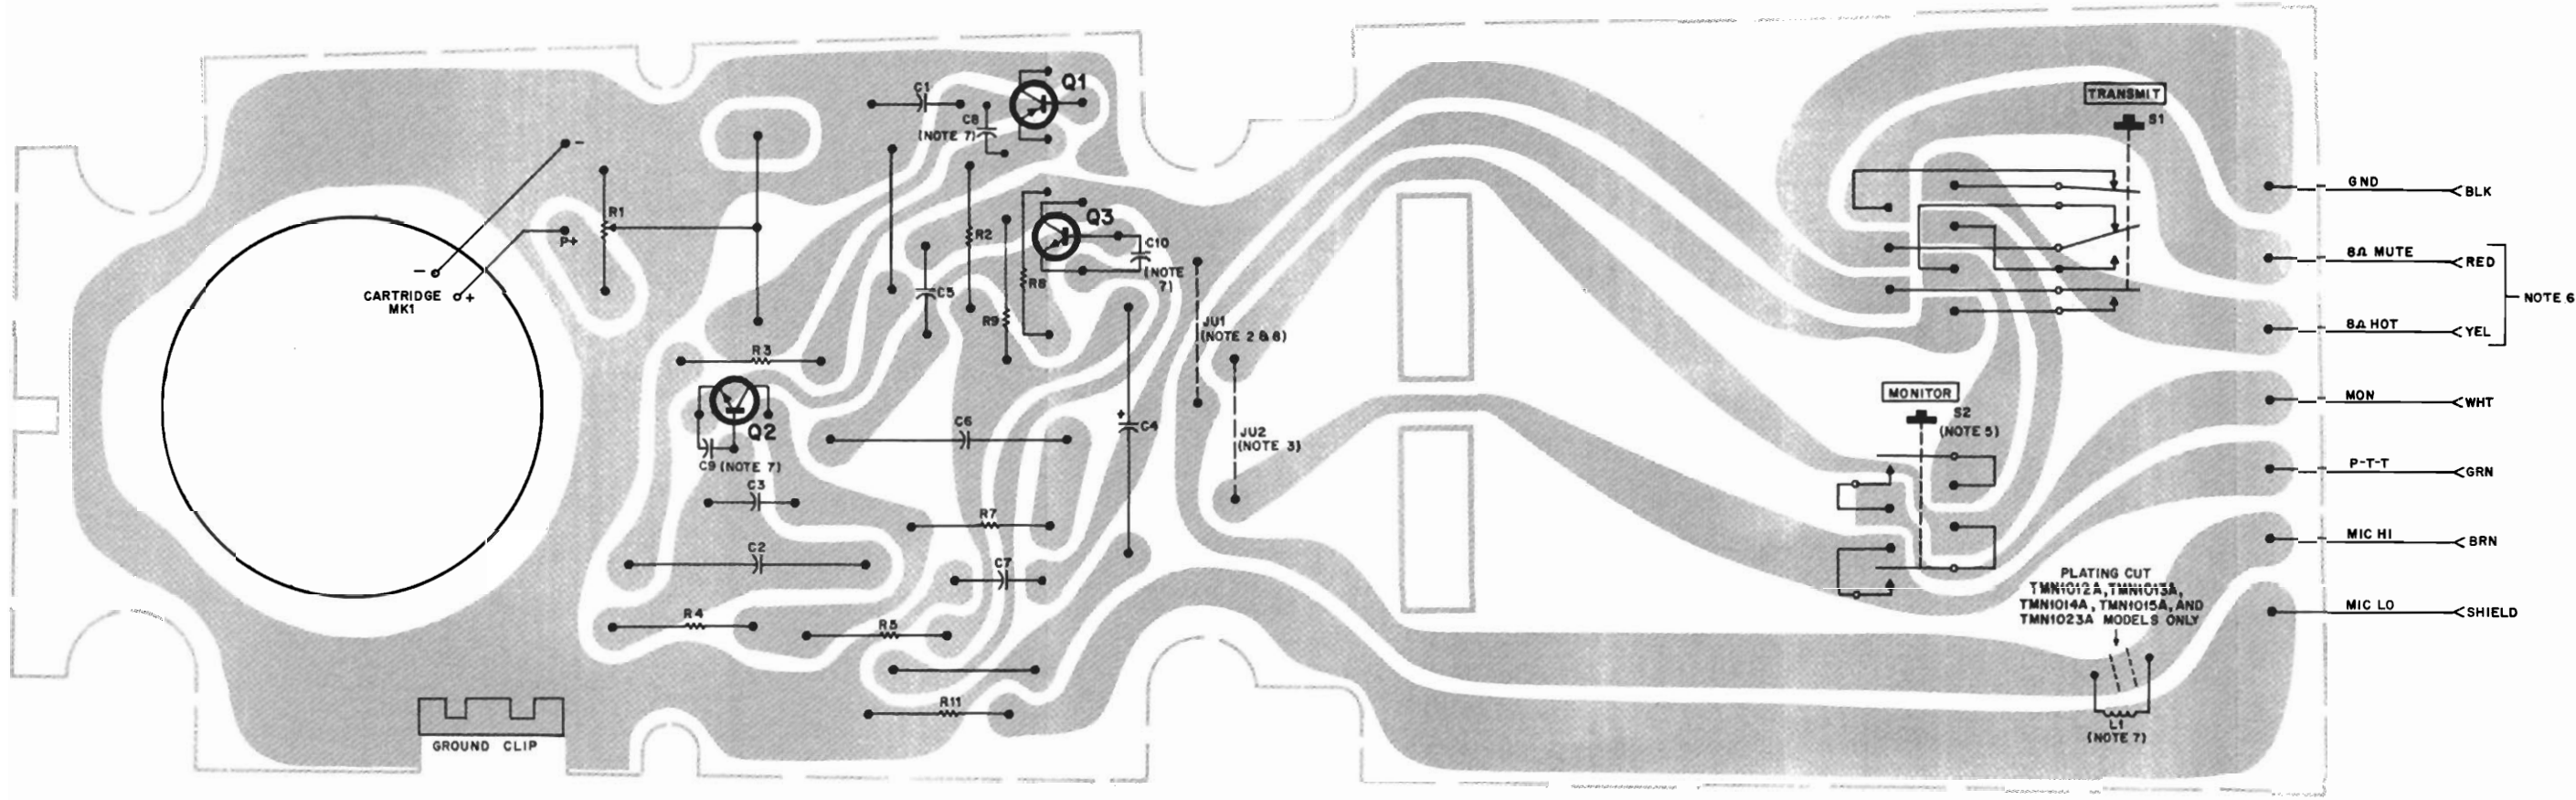 C1
Q1
C8
(NOTE 7)
TRANSMIT
S1
-
P+
R1
-
CARTRIDGE
MK1
+
R2
Q3
C10
(NOTE
7)
C5
R8
R9
JU1
(NOTE 2 & 8)
R3
Q2
C9 (NOTE 7)
C6
+
C4
JU2
(NOTE 3)
C3
R7
C2
C7
R4
R5
R11
GROUND CLIP
MONITOR
S2
(NOTE 5)
PLATING CUT
TMN1012A, TMN1013A,
TMN1014A, TMN1015A, AND
TMN1023A MODELS ONLY
L1
(NOTE 7)
GND BLK
8Ω MUTE RED
8Ω HOT YEL
NOTE 6
MON WHT
P-T-T GRN
MIC HI BRN
MIC LO SHIELD